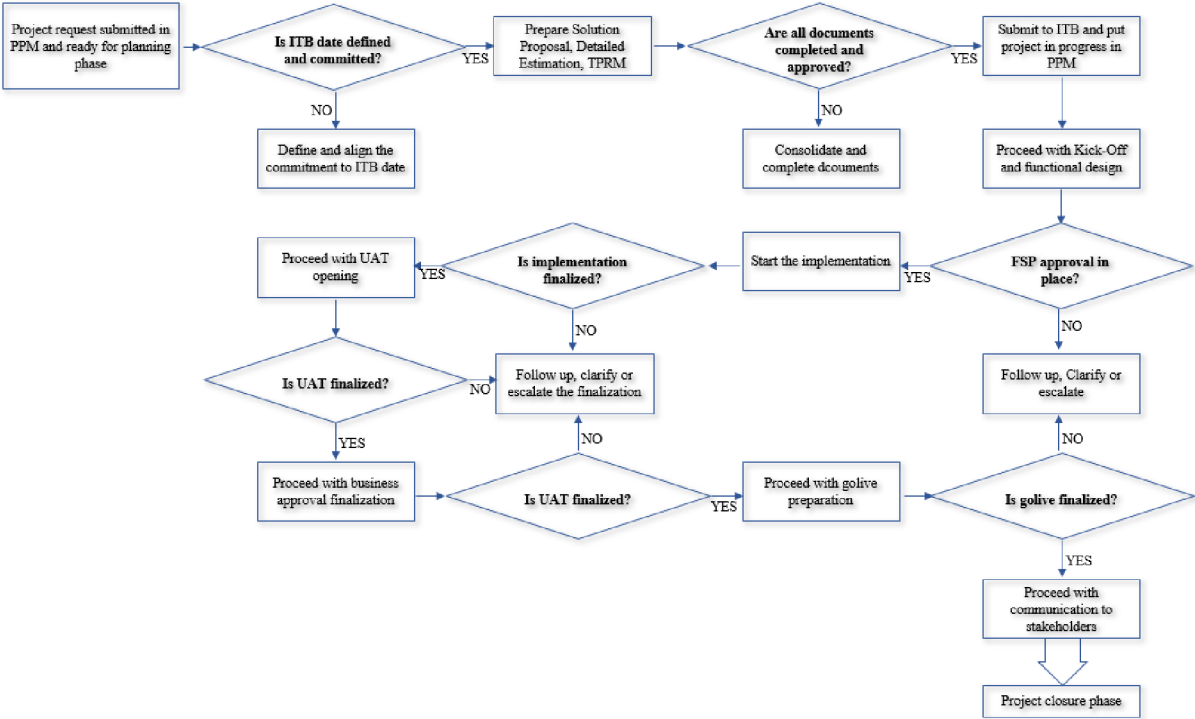 Project request submitted in
PPM and ready for planning
phase
Is ITB date defined
and committed?
YES
Prepare Solution
Proposal, Detailed
Estimation, TPRM
Are all documents
completed and
approved?
YES
Submit to ITB and put
project in progress in
PPM
NO
Define and align the
commitment to ITB date
NO
Consolidate and
complete dcouments
Proceed with Kick-Off
and functional design
Proceed with UAT
opening
YES
Is implementation
finalized?
Start the implementation
YES
FSP approval in
place?
NO
NO
Is UAT finalized?
NO
Follow up, clarify or
escalate the finalization
Follow up, Clarify or
escalate
YES
NO
NO
Proceed with business
approval finalization
Is UAT finalized?
YES
Proceed with golive
preparation
Is golive finalized?
YES
Proceed with
communication to
stakeholders
Project closure phase